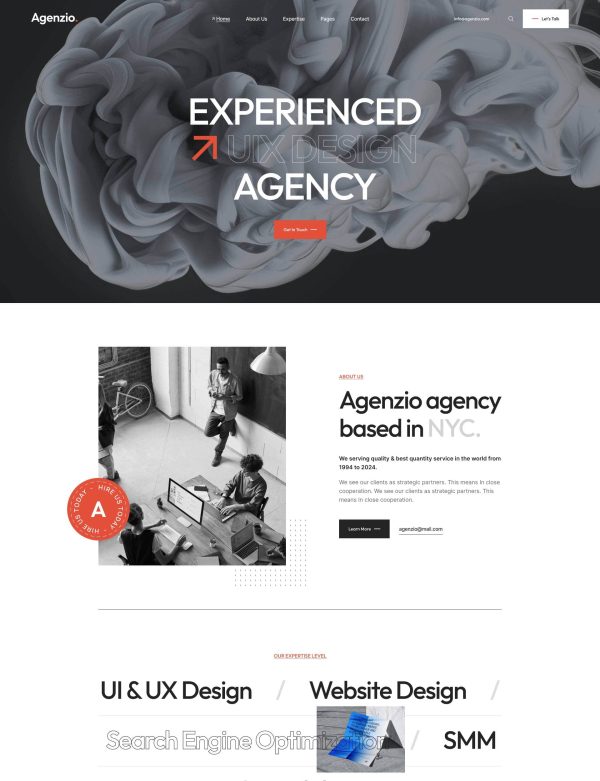 Agenzio.
Home About Us Expertise Pages Contact
info@agenzio.com
Let's Talk
EXPERIENCED
UIX DESIGN
AGENCY
Get In Touch
ABOUT US
Agenzio agency
based in NYC.
We serving quality & best quantity service in the world from
1994 to 2024.
We see our clients as strategic partners. This means in close
cooperation. We see our clients as strategic partners. This
means in close cooperation.
Learn More
agenzio@mail.com
HIRE US TODAY - HIRE US TODAY -
A
OUR EXPERTISE LEVEL
UI & UX Design / Website Design /
Search Engine Optimization / SMM